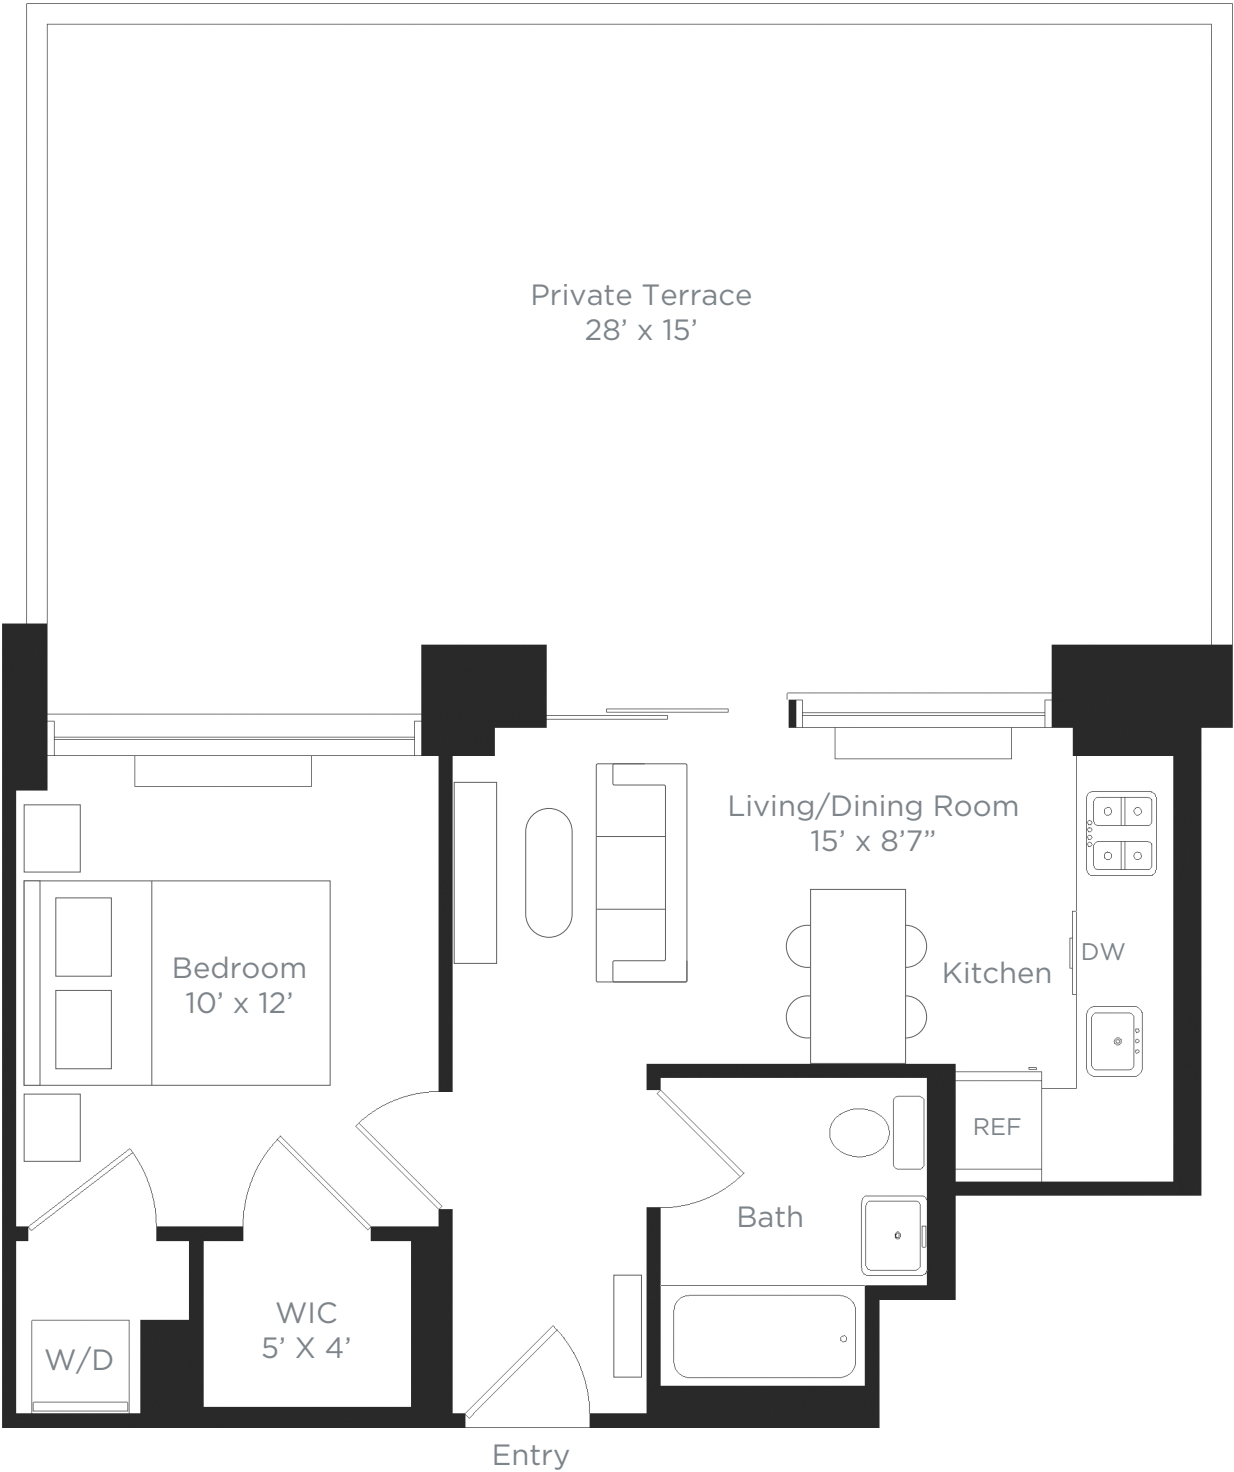 Private Terrace
28’ x 15’
Living/Dining Room
15’ x 8’7”
Bedroom
10’ x 12’
Kitchen
DW
REF
Bath
WIC
5’ X 4’
W/D
Entry